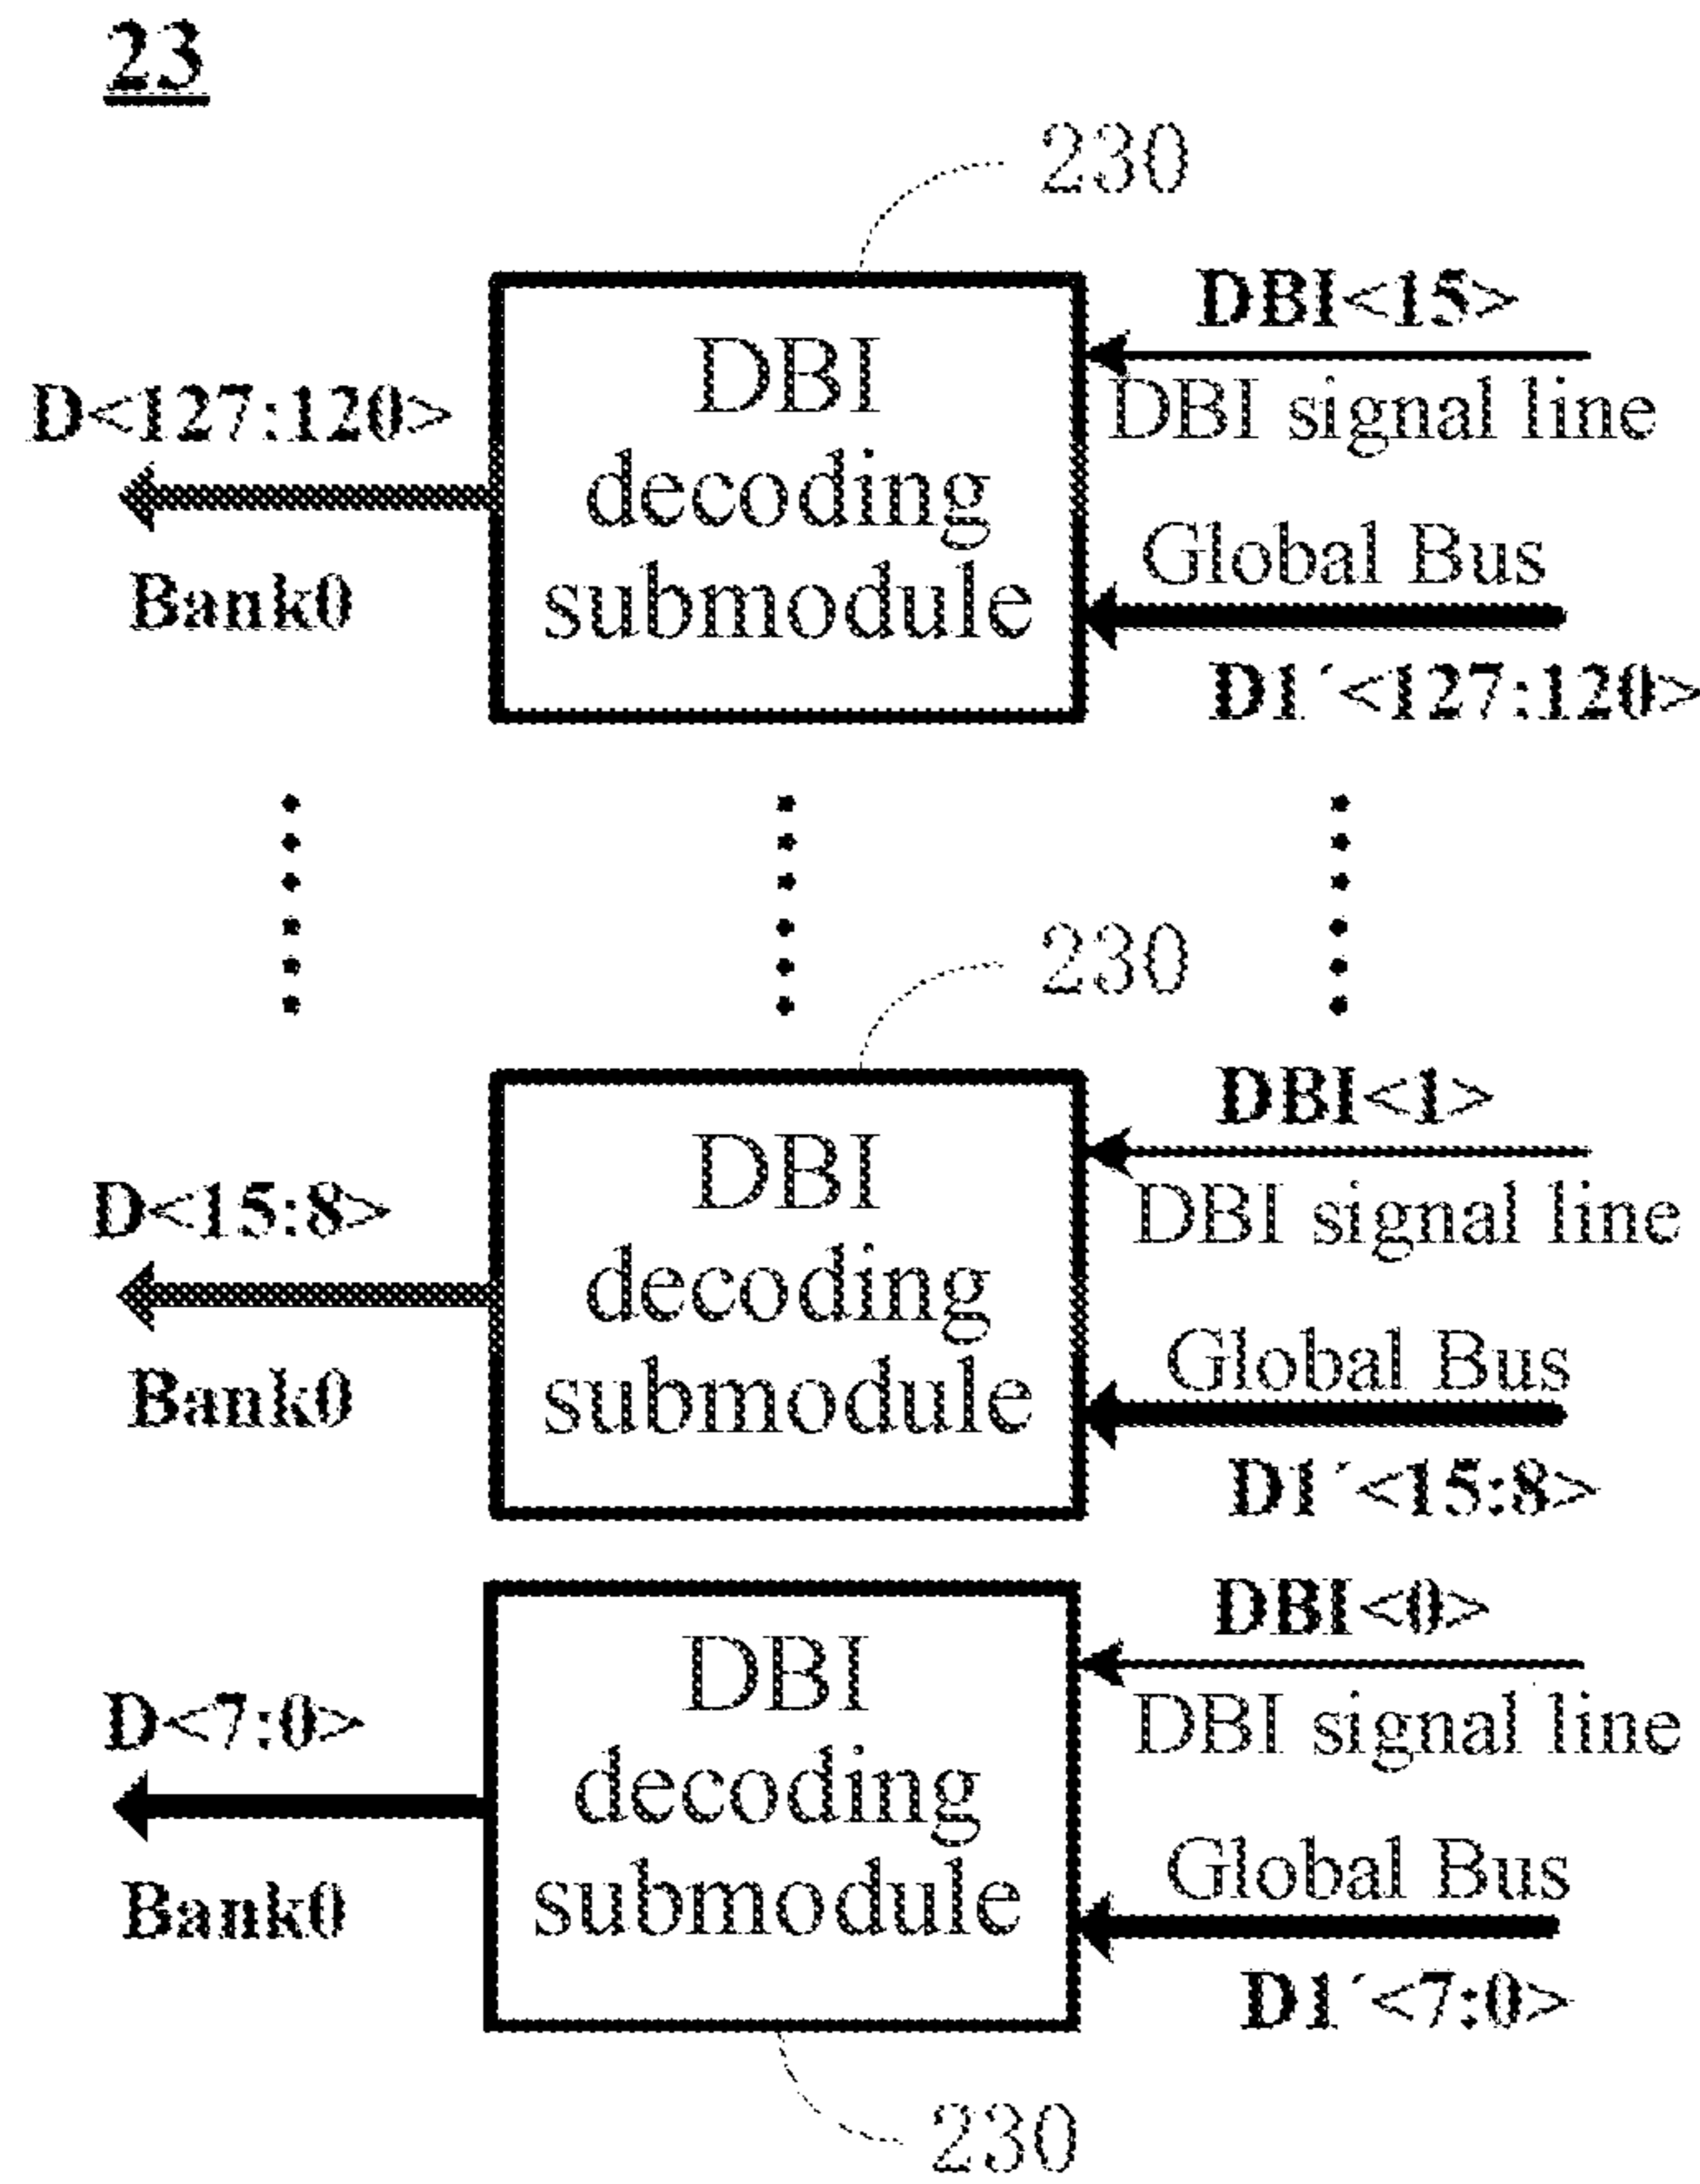 23
230
DBI<15>
DBI signal line
D<127:120>
DBI
decoding
submodule
Global Bus
Bank0
D1´<127:120>
230
DBI<1>
DBI signal line
D<15:8>
DBI
decoding
submodule
Global Bus
Bank0
D1´<15:8>
DBI<0>
DBI signal line
D<7:0>
DBI
decoding
submodule
Global Bus
Bank0
D1´<7:0>
230